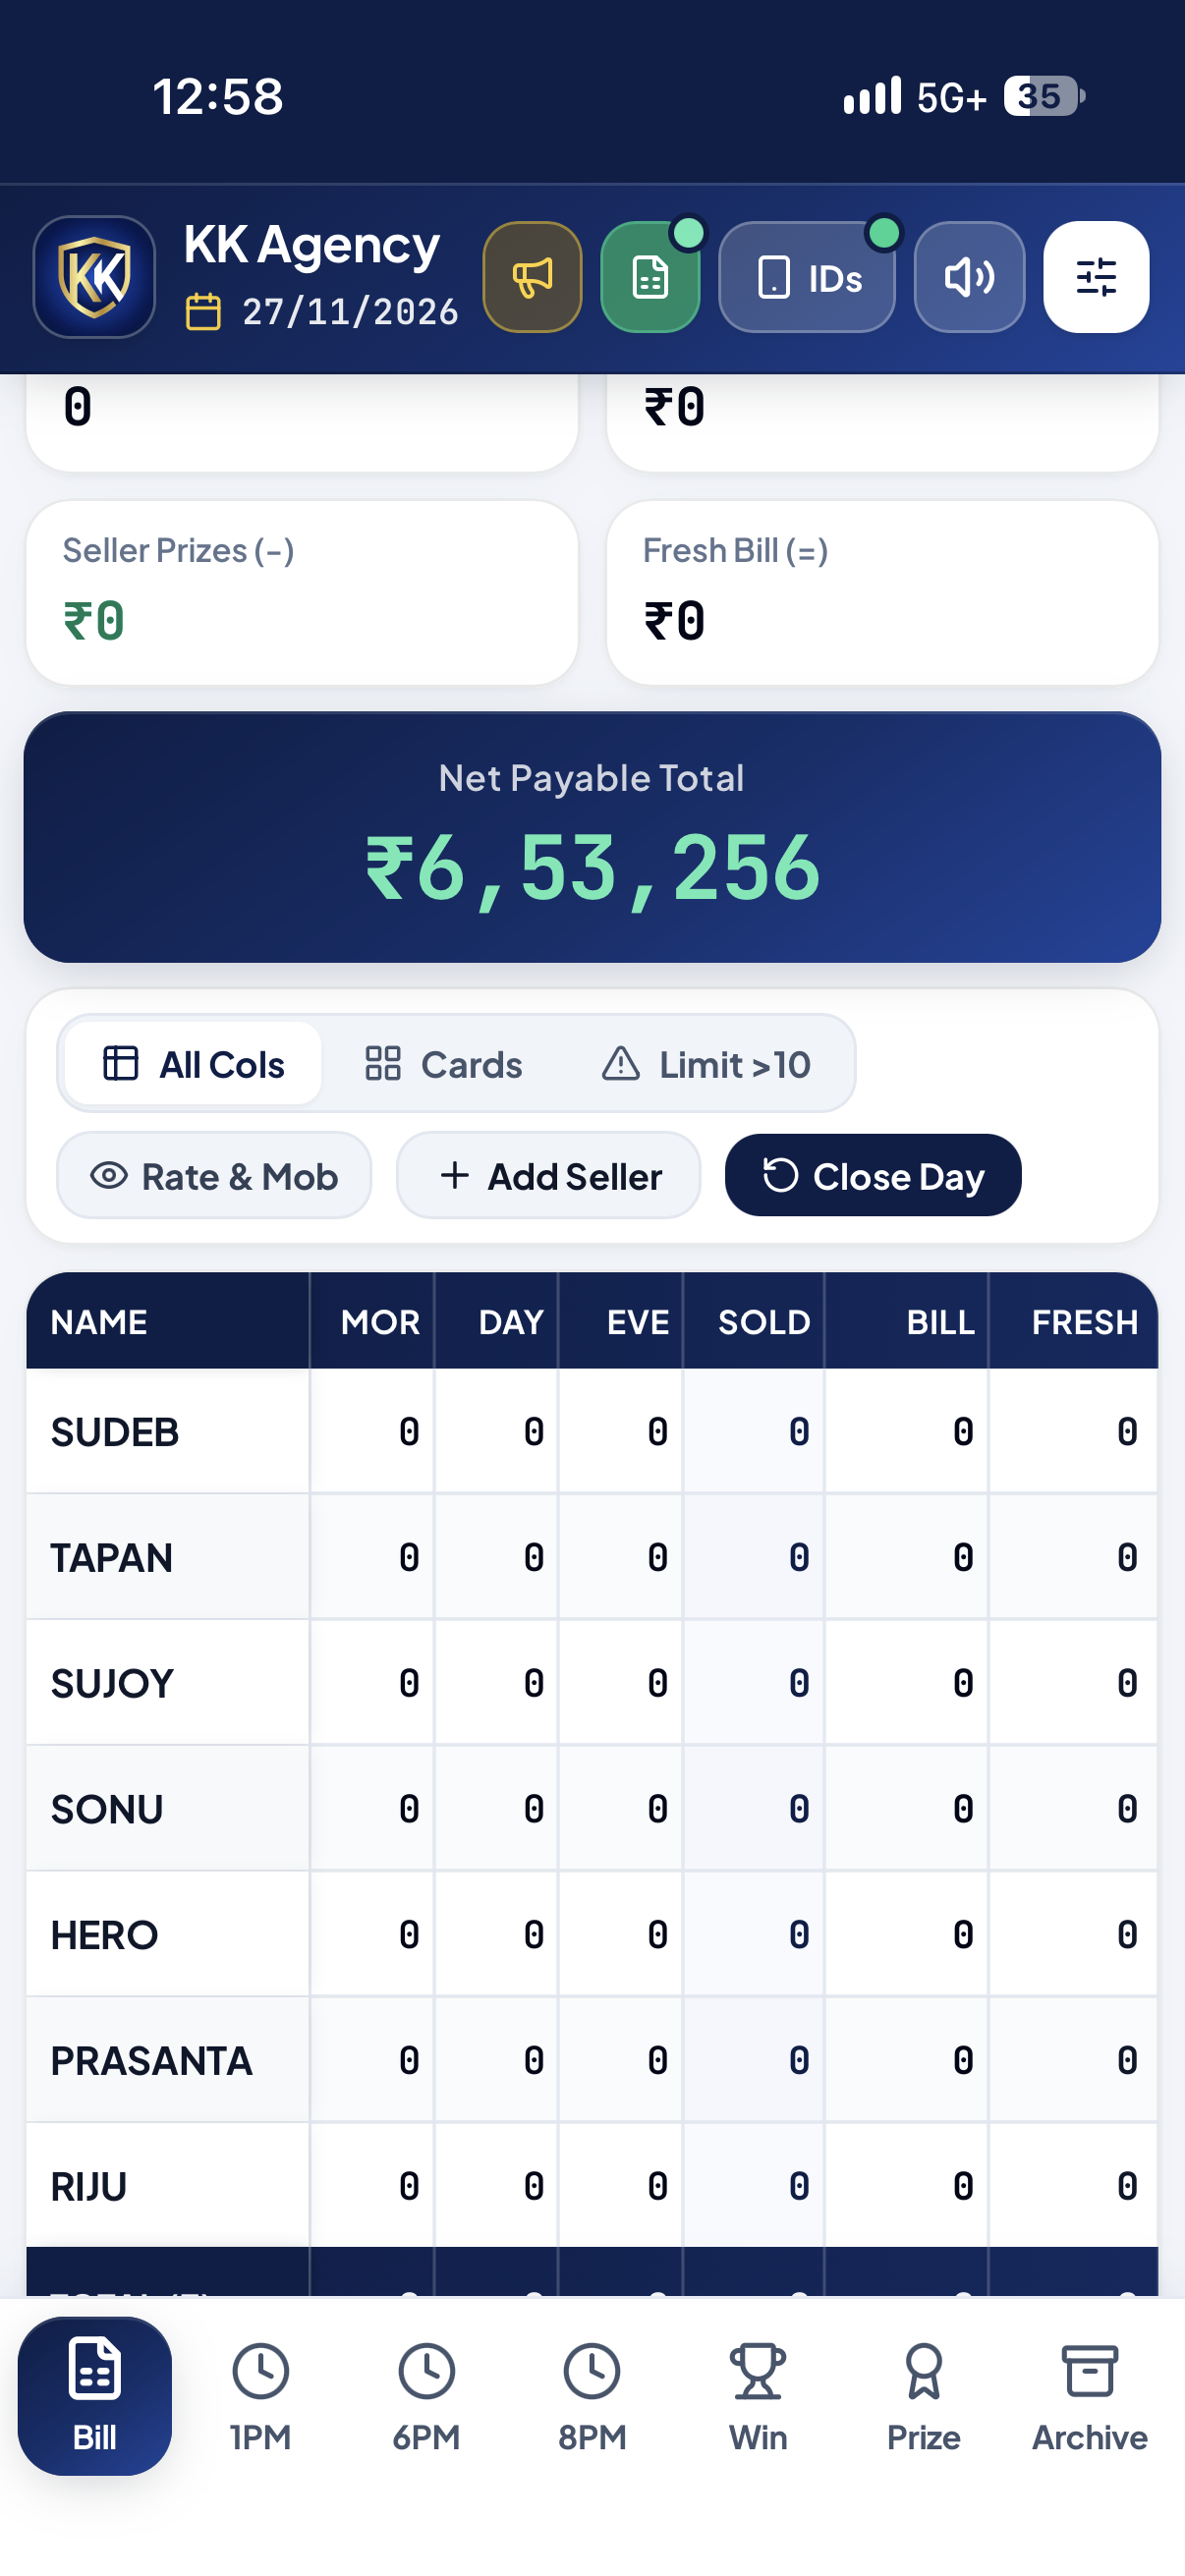 12:58 5G+ 35
KK Agency
27/11/2026
IDs
0 ₹0
Seller Prizes (-) Fresh Bill (=)
₹0 ₹0
Net Payable Total
₹6,53,256
All Cols Cards Limit >10
Rate & Mob + Add Seller Close Day
NAME MOR DAY EVE SOLD BILL FRESH
SUDEB 0 0 0 0 0 0
TAPAN 0 0 0 0 0 0
SUJOY 0 0 0 0 0 0
SONU 0 0 0 0 0 0
HERO 0 0 0 0 0 0
PRASANTA 0 0 0 0 0 0
RIJU 0 0 0 0 0 0
Bill 1PM 6PM 8PM Win Prize Archive